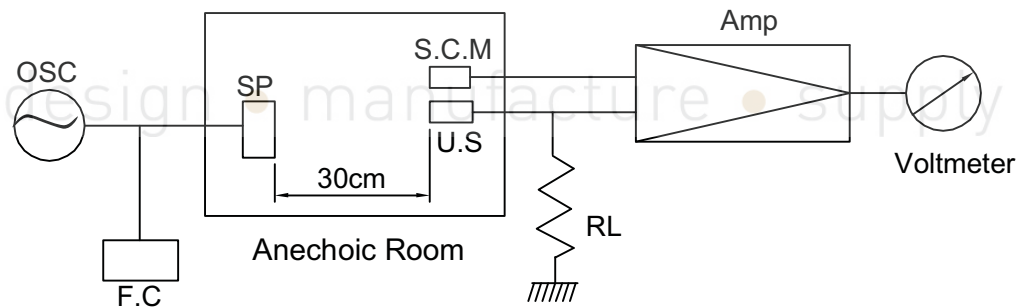 Amp
S.C.M
OSC
SP
design • manufacture • supply
U.S
Voltmeter
30cm
RL
Anechoic Room
F.C